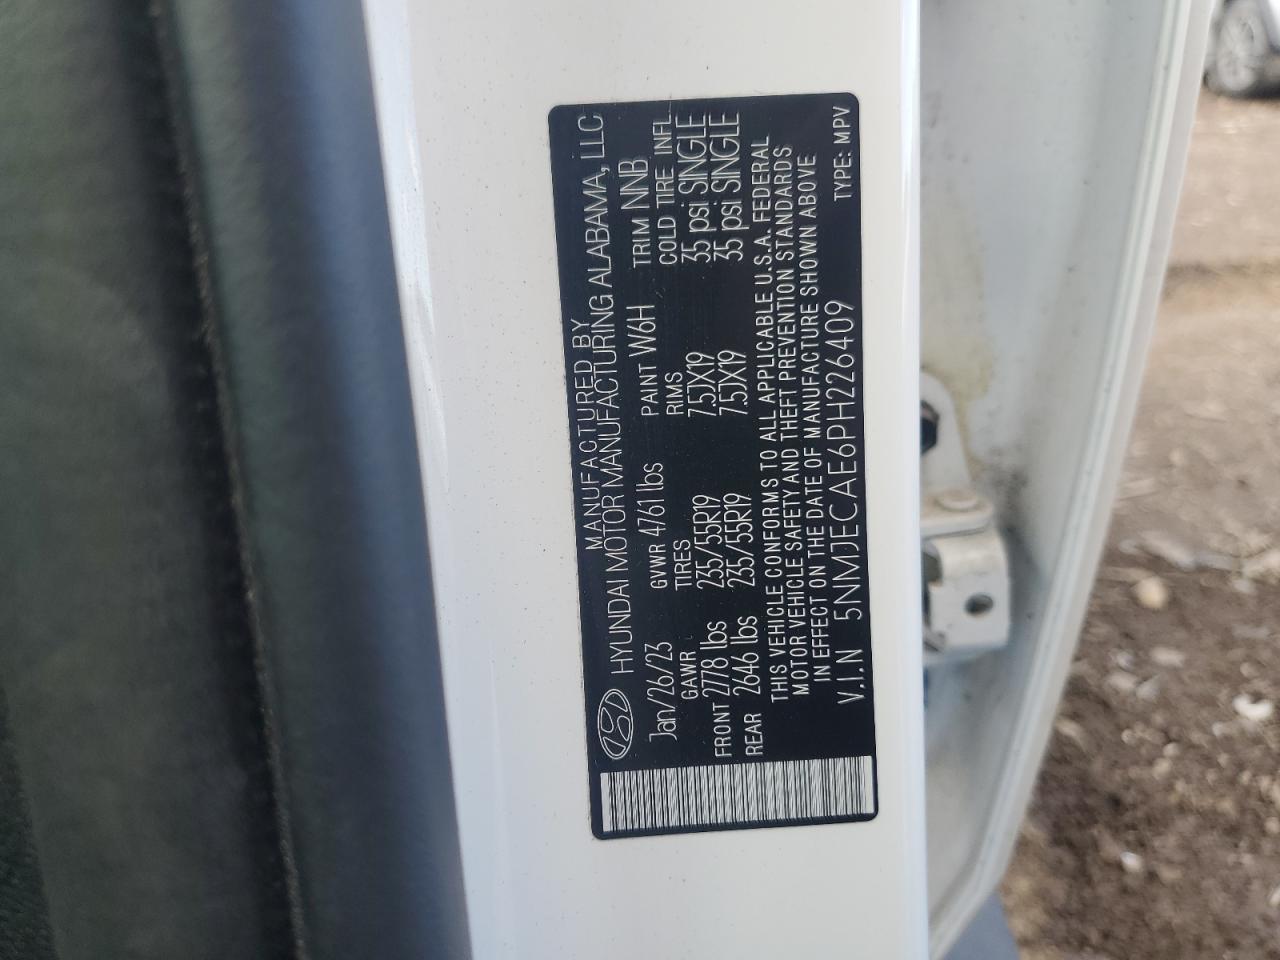 MANUFACTURED BY
HYUNDAI MOTOR MANUFACTURING ALABAMA, LLC
Jan/26/23 GVWR 4761 lbs PAINT W6H TRIM NNB
GAWR TIRES RIMS COLD TIRE INFL.
FRONT 2778 lbs 235/55R19 7.5JX19 35 psi SINGLE
REAR 2646 lbs 235/55R19 7.5JX19 35 psi SINGLE
THIS VEHICLE CONFORMS TO ALL APPLICABLE U.S.A. FEDERAL
MOTOR VEHICLE SAFETY AND THEFT PREVENTION STANDARDS
IN EFFECT ON THE DATE OF MANUFACTURE SHOWN ABOVE
V.I.N 5NMJECAE6PH226409 TYPE: MPV